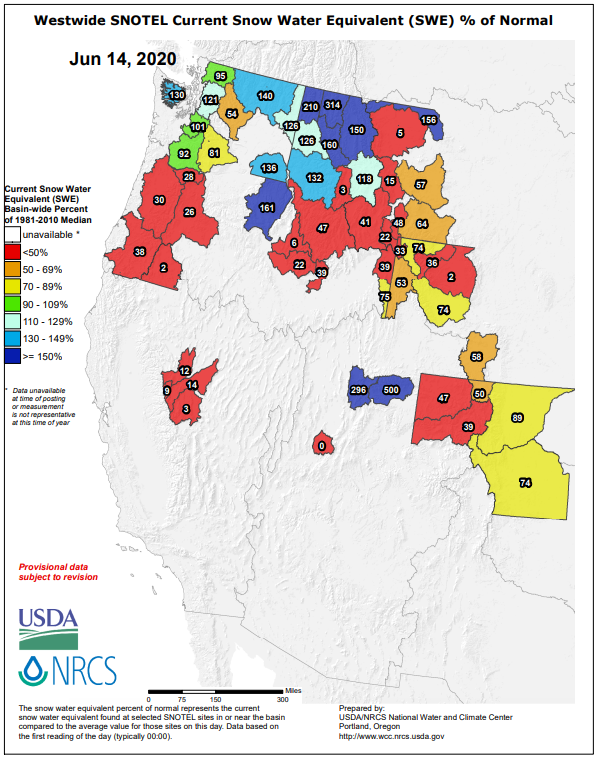 Westwide SNOTEL Current Snow Water Equivalent (SWE) % of Normal
Jun 14, 2020
95
130
121
140
54
210
314
156
126
150
5
101
126
160
92
81
136
132
118
28
3
15
57
30
161
26
47
41
48
64
6
22
33
74
38
2
22
39
39
36
2
53
75
74
58
12
14
9
3
296
500
47
50
89
39
0
74
Current Snow Water
Equivalent (SWE)
Basin-wide Percent
of 1981-2010 Median
unavailable *
<50%
50 - 69%
70 - 89%
90 - 109%
110 - 129%
130 - 149%
>= 150%
* Data unavailable
at time of posting
or measurement
is not representative
at this time of year
Provisional data
subject to revision
USDA
NRCS
Miles
0 75 150 300
The snow water equivalent percent of normal represents the current
snow water equivalent found at selected SNOTEL sites in or near the basin
compared to the average value for those sites on this day. Data based on
the first reading of the day (typically 00:00).
Prepared by:
USDA/NRCS National Water and Climate Center
Portland, Oregon
http://www.wcc.nrcs.usda.gov